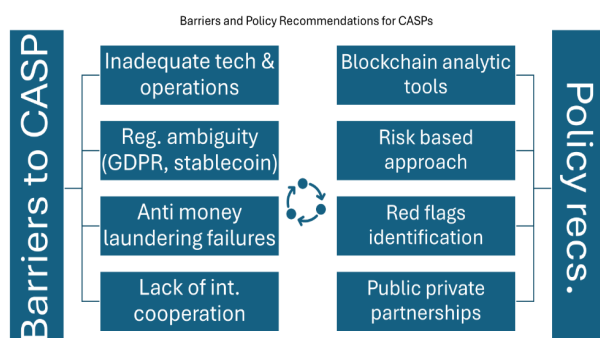 Barriers and Policy Recommendations for CASPs
Barriers to CASP
Inadequate tech &
operations
Reg. ambiguity
(GDPR, stablecoin)
Anti money
laundering failures
Lack of int.
cooperation
Blockchain analytic
tools
Risk based
approach
Red flags
identification
Public private
partnerships
Policy recs.